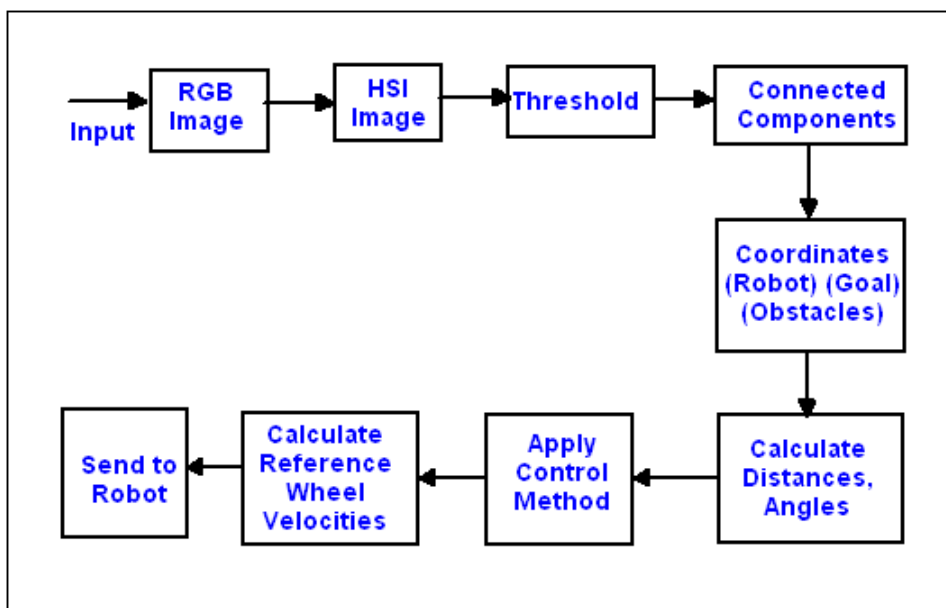 Input
RGB
Image
HSI
Image
Threshold
Connected
Components
Coordinates
(Robot) (Goal)
(Obstacles)
Calculate
Distances,
Angles
Apply
Control
Method
Calculate
Reference
Wheel
Velocities
Send to
Robot